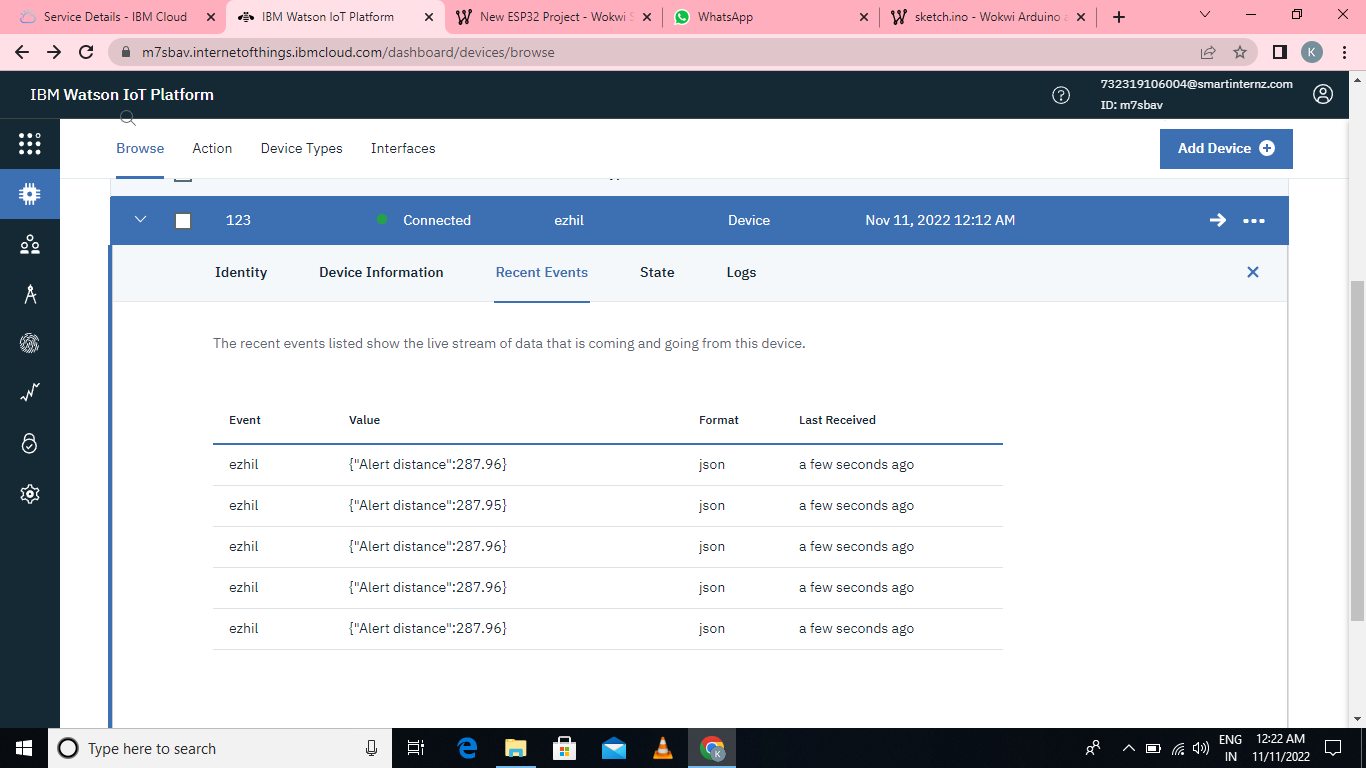 Service Details - IBM Cloud
IBM Watson IoT Platform
New ESP32 Project - Wokwi S
WhatsApp
sketch.ino - Wokwi Arduino a
m7sbav.internetofthings.ibmcloud.com/dashboard/devices/browse
K
IBM Watson IoT Platform
732319106004@smartinternz.com
ID: m7sbav
Browse Action Device Types Interfaces
Add Device
123 Connected ezhil Device Nov 11, 2022 12:12 AM
Identity Device Information Recent Events State Logs
The recent events listed show the live stream of data that is coming and going from this device.
Event Value Format Last Received
ezhil {"Alert distance":287.96} json a few seconds ago
ezhil {"Alert distance":287.95} json a few seconds ago
ezhil {"Alert distance":287.96} json a few seconds ago
ezhil {"Alert distance":287.96} json a few seconds ago
ezhil {"Alert distance":287.96} json a few seconds ago
Type here to search
K
ENG
IN
12:22 AM
11/11/2022